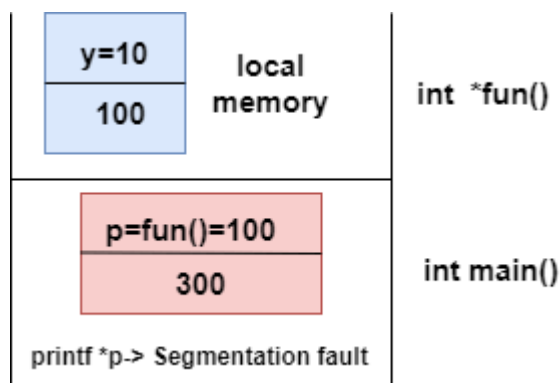 y=10
100
local
memory
int *fun()
p=fun()=100
300
int main()
printf *p-> Segmentation fault